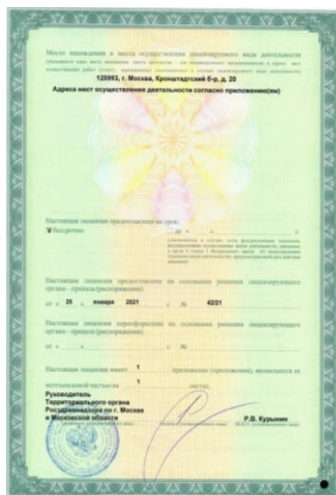 Место нахождения и места осуществления лицензируемого вида деятельности
125993, г. Москва, Кронштадтский б-р, д. 20
Адреса мест осуществления деятельности согласно приложению(ям)
Настоящая лицензия предоставлена на срок:
бессрочно до « »
Настоящая лицензия предоставлена на основании решения лицензирующего
органа – приказа (распоряжения)
от « 25 » января 2021 г. № 42/21
Настоящая лицензия переоформлена на основании решения лицензирующего
органа – приказа (распоряжения)
от « » г. №
Настоящая лицензия имеет 1 приложение (приложения), являющееся ее
неотъемлемой частью на 1 листах.
Руководитель
Территориального органа
Росздравнадзора по г. Москве
и Московской области
Р.В. Курынин